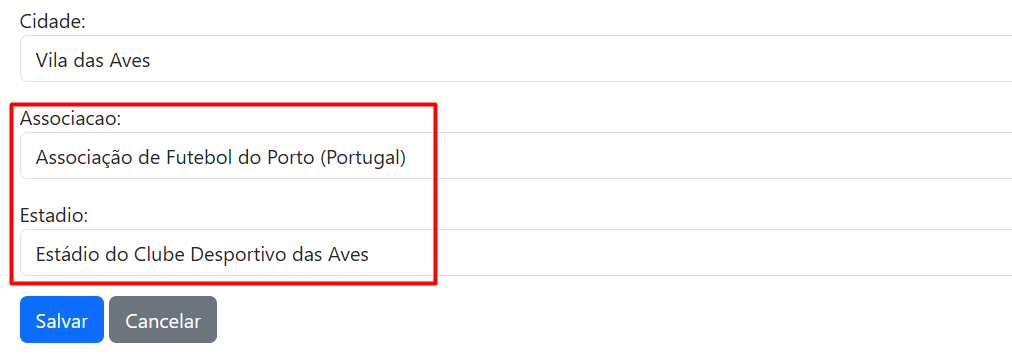 Cidade:
Vila das Aves
Associacao:
Associação de Futebol do Porto (Portugal)
Estadio:
Estádio do Clube Desportivo das Aves
Salvar Cancelar